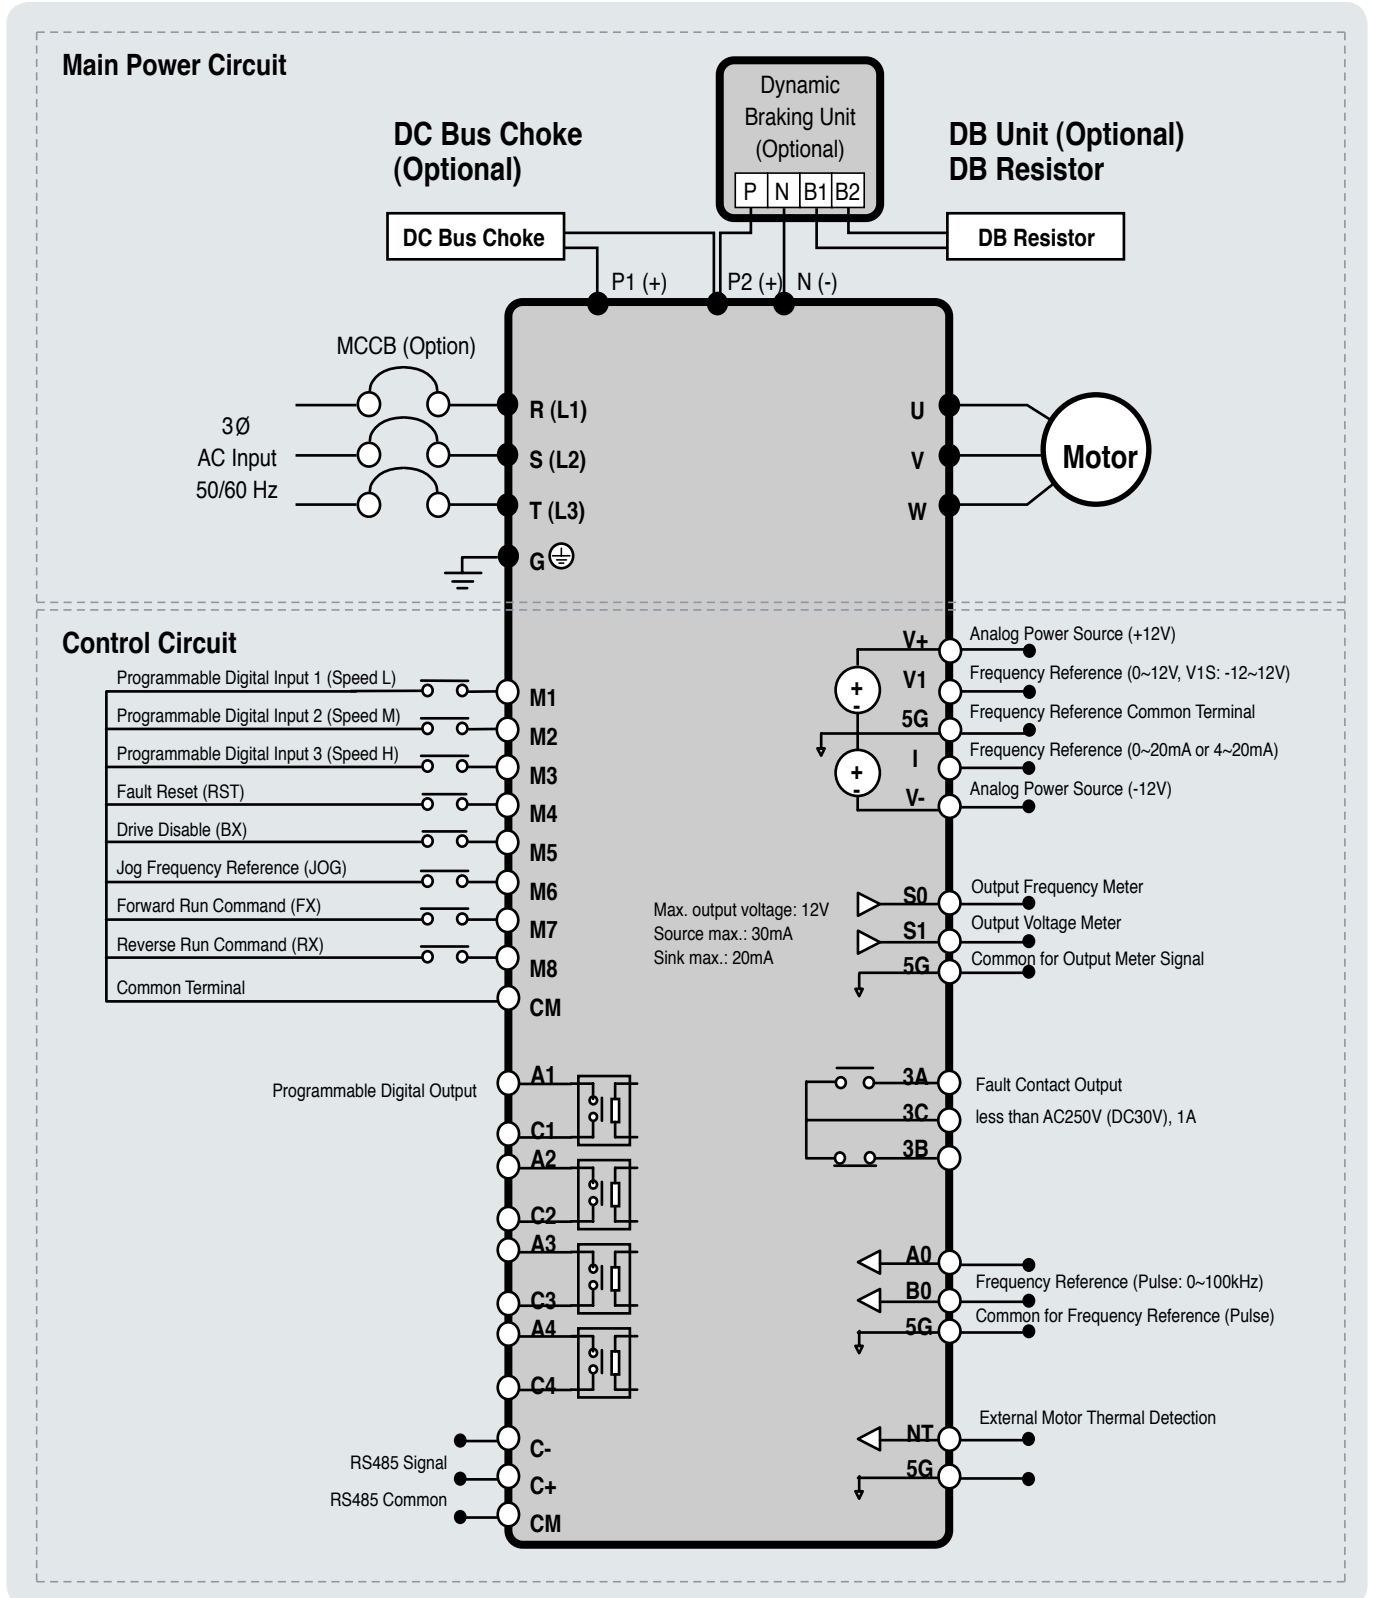 Main Power Circuit
Dynamic
Braking Unit
(Optional)
P N B1 B2
DC Bus Choke
(Optional)
DB Unit (Optional)
DB Resistor
DC Bus Choke
DB Resistor
P1 (+)
P2 (+)
N (-)
MCCB (Option)
3Ø
AC Input
50/60 Hz
R (L1)
S (L2)
T (L3)
G
U
V
W
Motor
Control Circuit
Programmable Digital Input 1 (Speed L)
M1
Programmable Digital Input 2 (Speed M)
M2
Programmable Digital Input 3 (Speed H)
M3
Fault Reset (RST)
M4
Drive Disable (BX)
M5
Jog Frequency Reference (JOG)
M6
Forward Run Command (FX)
M7
Reverse Run Command (RX)
M8
Common Terminal
CM
V+
Analog Power Source (+12V)
V1
Frequency Reference (0~12V, V1S: -12~12V)
5G
Frequency Reference Common Terminal
I
Frequency Reference (0~20mA or 4~20mA)
V-
Analog Power Source (-12V)
+
-
+
-
Max. output voltage: 12V
Source max.: 30mA
Sink max.: 20mA
S0
Output Frequency Meter
S1
Output Voltage Meter
5G
Common for Output Meter Signal
Programmable Digital Output
A1
C1
A2
C2
A3
C3
A4
C4
3A
Fault Contact Output
3C
less than AC250V (DC30V), 1A
3B
A0
B0
Frequency Reference (Pulse: 0~100kHz)
5G
Common for Frequency Reference (Pulse)
NT
External Motor Thermal Detection
5G
C-
RS485 Signal
C+
RS485 Common
CM